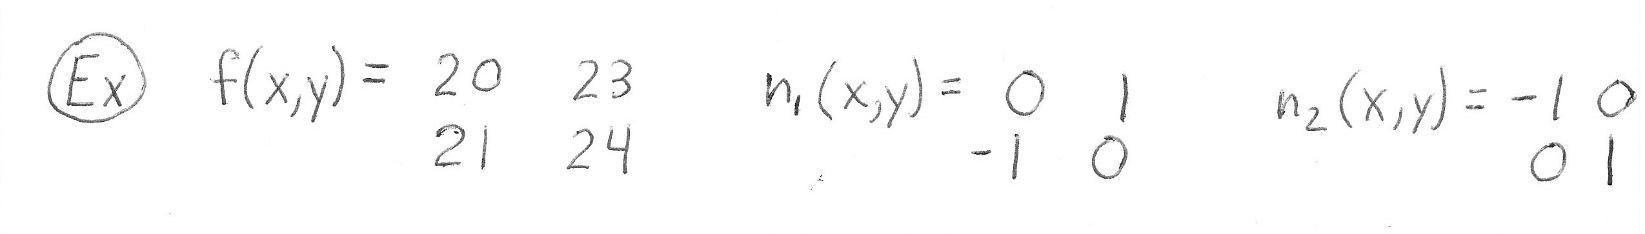 Ex f(x,y) = 20 23 n₁(x,y) = 0 1 n₂(x,y) = -1 0
21 24 -1 0 0 1